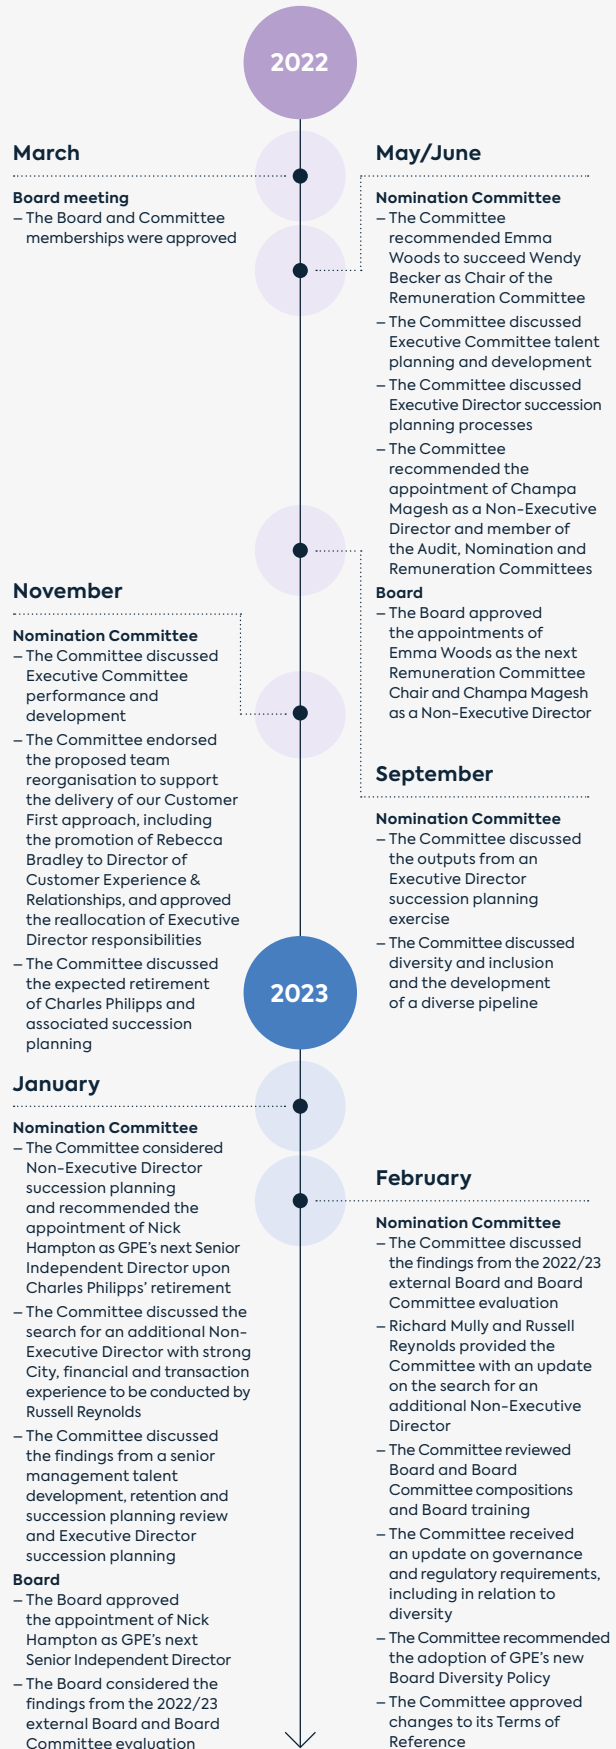 2022
March
Board meeting
– The Board and Committee
memberships were approved
May/June
Nomination Committee
– The Committee
recommended Emma
Woods to succeed Wendy
Becker as Chair of the
Remuneration Committee
– The Committee discussed
Executive Committee talent
planning and development
– The Committee discussed
Executive Director succession
planning processes
– The Committee
recommended the
appointment of Champa
Magesh as a Non-Executive
Director and member of
the Audit, Nomination and
Remuneration Committees
Board
– The Board approved
the appointments of
Emma Woods as the next
Remuneration Committee
Chair and Champa Magesh
as a Non-Executive Director
September
Nomination Committee
– The Committee discussed
the outputs from an
Executive Director
succession planning
exercise
– The Committee discussed
diversity and inclusion
and the development
of a diverse pipeline
November
Nomination Committee
– The Committee discussed
Executive Committee
performance and
development
– The Committee endorsed
the proposed team
reorganisation to support
the delivery of our Customer
First approach, including
the promotion of Rebecca
Bradley to Director of
Customer Experience &
Relationships, and approved
the reallocation of Executive
Director responsibilities
– The Committee discussed
the expected retirement
of Charles Philipps and
associated succession
planning
2023
January
Nomination Committee
– The Committee considered
Non-Executive Director
succession planning
and recommended the
appointment of Nick
Hampton as GPE's next Senior
Independent Director upon
Charles Philipps' retirement
– The Committee discussed the
search for an additional Non-
Executive Director with strong
City, financial and transaction
experience to be conducted by
Russell Reynolds
– The Committee discussed
the findings from a senior
management talent
development, retention and
succession planning review
and Executive Director
succession planning
Board
– The Board approved
the appointment of Nick
Hampton as GPE's next
Senior Independent Director
– The Board considered the
findings from the 2022/23
external Board and Board
Committee evaluation
February
Nomination Committee
– The Committee discussed
the findings from the 2022/23
external Board and Board
Committee evaluation
– Richard Mully and Russell
Reynolds provided the
Committee with an update
on the search for an
additional Non-Executive
Director
– The Committee reviewed
Board and Board
Committee compositions
and Board training
– The Committee received
an update on governance
and regulatory requirements,
including in relation to
diversity
– The Committee recommended
the adoption of GPE's new
Board Diversity Policy
– The Committee approved
changes to its Terms of
Reference